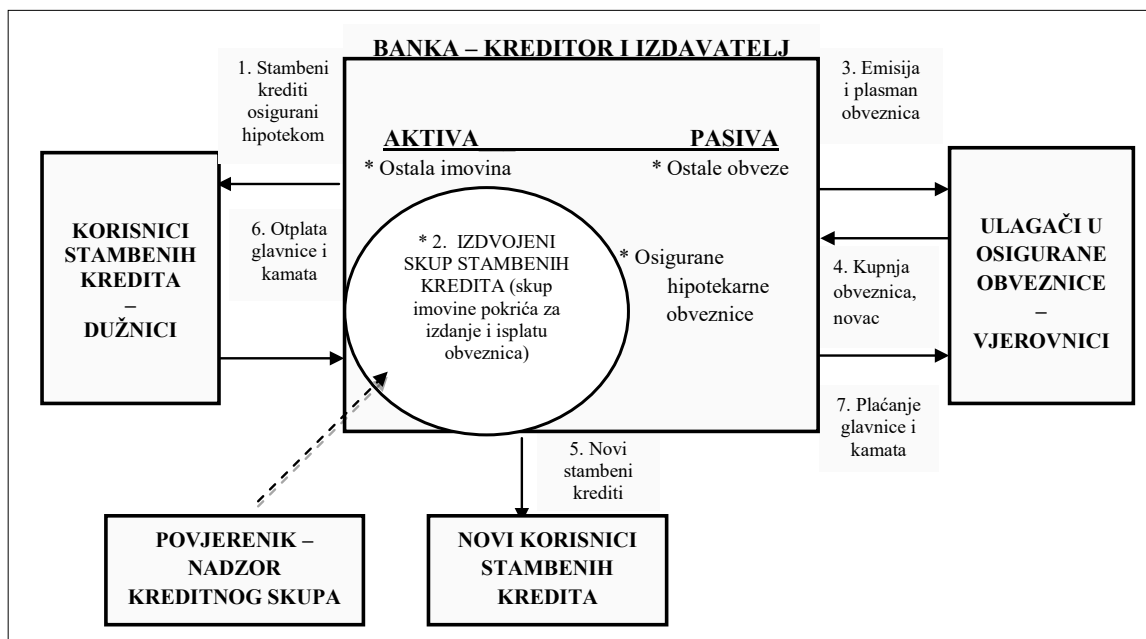 BANKA – KREDITOR I IZDAVATELJ
1. Stambeni
krediti
osigurani
hipotekom
3. Emisija
i plasman
obveznica
AKTIVA
PASIVA
* Ostala imovina
* Ostale obveze
KORISNICI
STAMBENIH
KREDITA
–
DUŽNICI
6. Otplata
glavnice i
kamata
* 2. IZDVOJENI
SKUP STAMBENIH
KREDITA (skup
imovine pokrića za
izdanje i isplatu
obveznica)
* Osigurane
hipotekarne
obveznice
4. Kupnja
obveznica,
novac
ULAGAČI U
OSIGURANE
OBVEZNICE
–
VJEROVNICI
7. Plaćanje
glavnice i
kamata
5. Novi
stambeni
krediti
POVJERENIK –
NADZOR
KREDITNOG SKUPA
NOVI KORISNICI
STAMBENIH
KREDITA